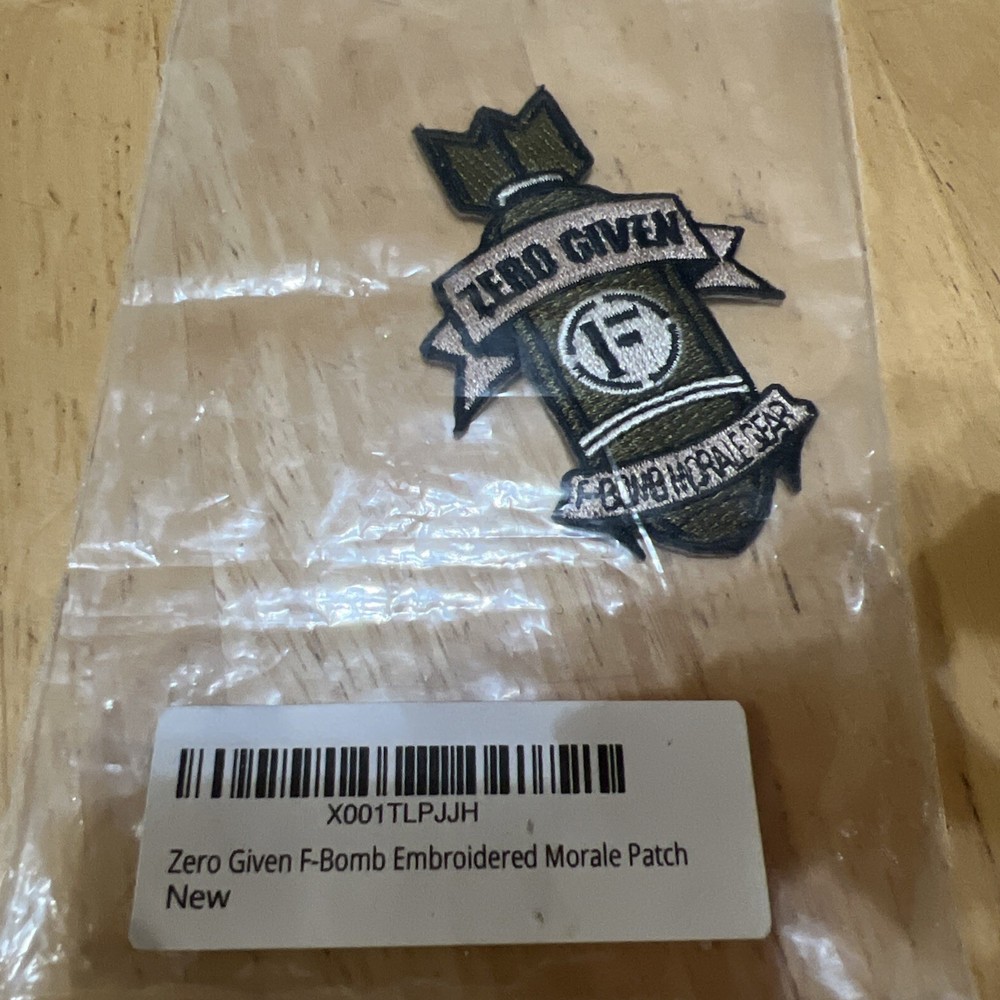 ZERO GIVEN
F
F-BOMB MORALE GEAR
X001TLPJJH
Zero Given F-Bomb Embroidered Morale Patch
New